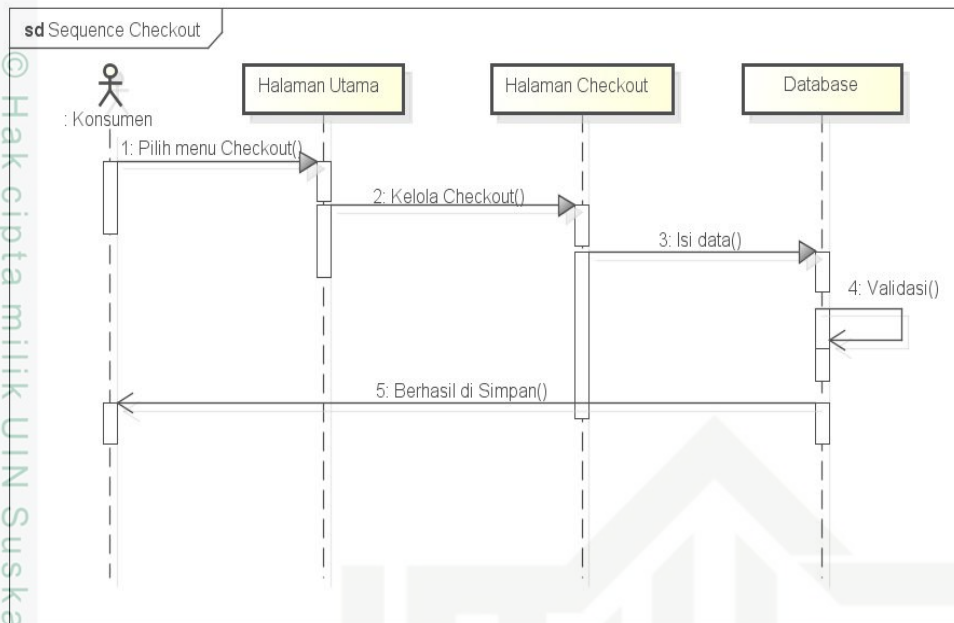 sd Sequence Checkout
: Konsumen
Halaman Utama
Halaman Checkout
Database
1: Pilih menu Checkout()
2: Kelola Checkout()
3: Isi data()
4: Validasi()
5: Berhasil di Simpan()
© Hak cipta milik UIN Suska